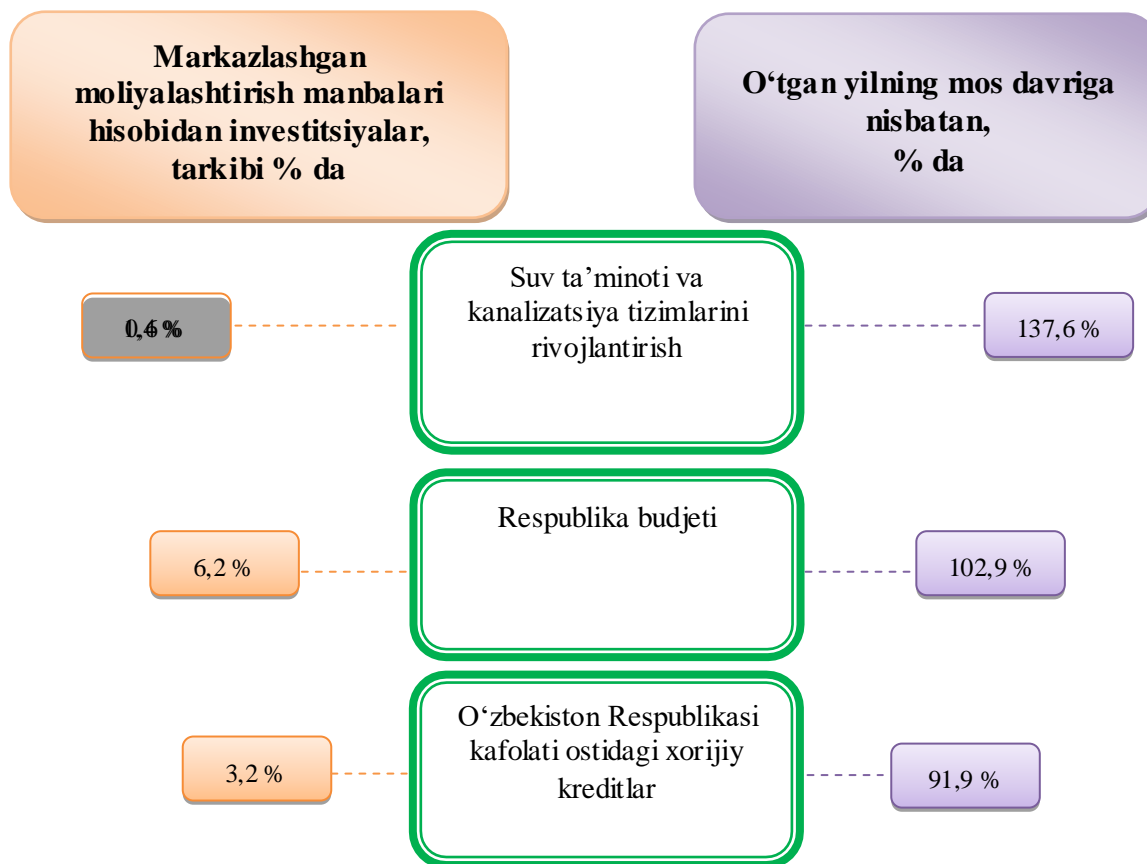 Markazlashgan
moliyalashtirish manbalari
hisobidan investitsiyalar,
tarkibi % da
O‘tgan yilning mos davriga
nisbatan,
% da
Suv ta’minoti va
kanalizatsiya tizimlarini
rivojlantirish
137,6 %
6,2 %
Respublika budjeti
102,9 %
3,2 %
O‘zbekiston Respublikasi
kafolati ostidagi xorijiy
kreditlar
91,9 %